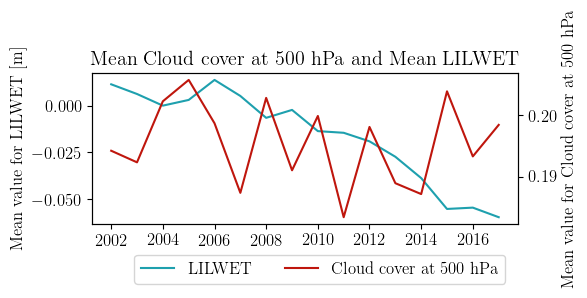 Mean Cloud cover at 500 hPa and Mean LILWET
Mean value for LILWET [m]
0.000
−0.025
−0.050
0.20
0.19
Mean value for Cloud cover at 500 hPa
2002 2004 2006 2008 2010 2012 2014 2016
LILWET Cloud cover at 500 hPa